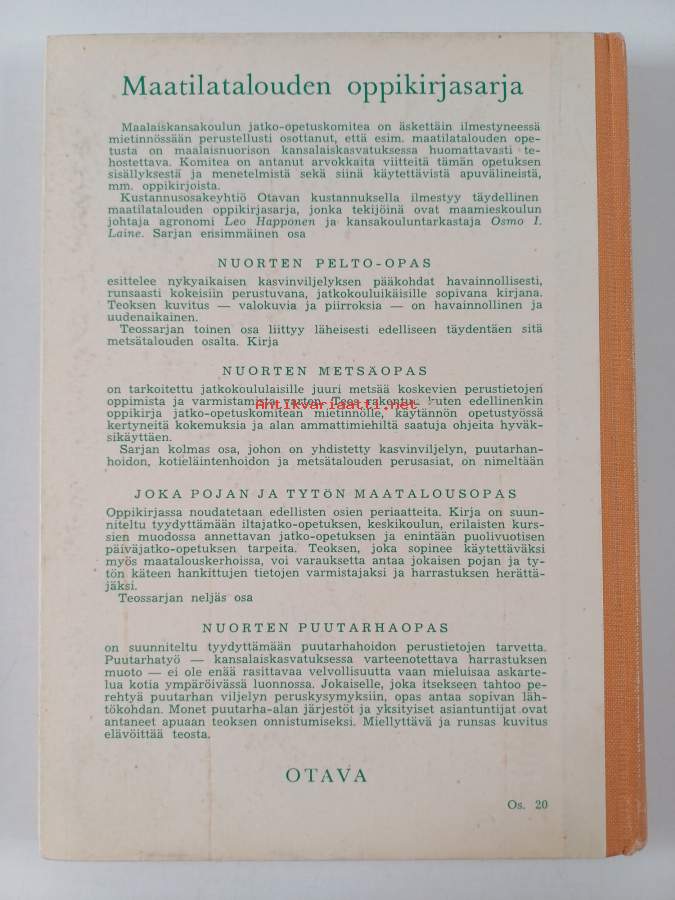 Maatilatalouden oppikirjasarja
Maalaiskansakoulun jatko-opetuskomitea on äskettäin ilmestyneessä
mietinnössään perustellusti osottanut, että esim. maatilatalouden ope-
tusta on maalaisnuorison kansalaiskasvatuksessa huomattavasti te-
hostettava. Komitea on antanut arvokkaita viitteitä tämän opetuksen
sisällyksestä ja menetelmistä sekä siinä käytettävistä apuvälineistä,
mm. oppikirjoista.
Kustannusosakeyhtiö Otavan kustannuksella ilmestyy täydellinen
maatilatalouden oppikirjasarja, jonka tekijöinä ovat maamieskoulun
johtaja agronomi Leo Happonen ja kansakouluntarkastaja Osmo I.
Laine. Sarjan ensimmäinen osa
NUORTEN PELTO-OPAS
esittelee nykyaikaisen kasvinviljelyksen pääkohdat havainnollisesti,
runsaasti kokeisiin perustuvana, jatkokouluikäisille sopivana kirjana.
Teoksen kuvitus — valokuvia ja piirroksia — on havainnollinen ja
uudenaikainen.
Teossarjan toinen osa liittyy läheisesti edelliseen täydentäen sitä
metsätalouden osalta. Kirja
NUORTEN METSÄOPAS
on tarkoitettu jatkokoululaisille juuri metsää koskevien perustietojen
oppimista ja varmistamista varten. Teos rakentuu kuten edellinenkin
Antikvariaatti.net
oppikirja jatko-opetuskomitean mietinnölle, käytännön opetustyössä
kertyneitä kokemuksia ja alan ammattimiehiltä saatuja ohjeita hyväk-
sikäyttäen.
Sarjan kolmas osa, johon on yhdistetty kasvinviljelyn, puutarhan-
hoidon, kotieläintenhoidon ja metsätalouden perusasiat, on nimeltään
JOKA POJAN JA TYTÖN MAATALOUSOPAS
Oppikirjassa noudatetaan edellisten osien periaatteita. Kirja on suun-
niteltu tyydyttämään iltajatko-opetuksen, keskikoulun, erilaisten kurs-
sien muodossa annettavan jatko-opetuksen ja enintään puolivuotisen
päiväjatko-opetuksen tarpeita. Teoksen, joka sopinee käytettäväksi
myös maatalouskerhoissa, voi varauksetta antaa jokaisen pojan ja ty-
tön käteen hankittujen tietojen varmistajaksi ja harrastuksen herättä-
jäksi.
Teossarjan neljäs osa
NUORTEN PUUTARHAOPAS
on suunniteltu tyydyttämään puutarhahoidon perustietojen tarvetta.
Puutarhatyö — kansalaiskasvatuksessa varteenotettava harrastuksen
muoto — ei ole enää rasittavaa velvollisuutta vaan mieluisaa askarte-
lua kotia ympäröivässä luonnossa. Jokaiselle, joka itsekseen tahtoo pe-
rehtyä puutarhan viljelyn peruskysymyksiin, opas antaa sopivan läh-
tökohdan. Monet puutarha-alan järjestöt ja yksityiset asiantuntijat ovat
antaneet apuaan teoksen onnistumiseksi. Miellyttävä ja runsas kuvitus
elävöittää teosta.
OTAVA
Os. 20